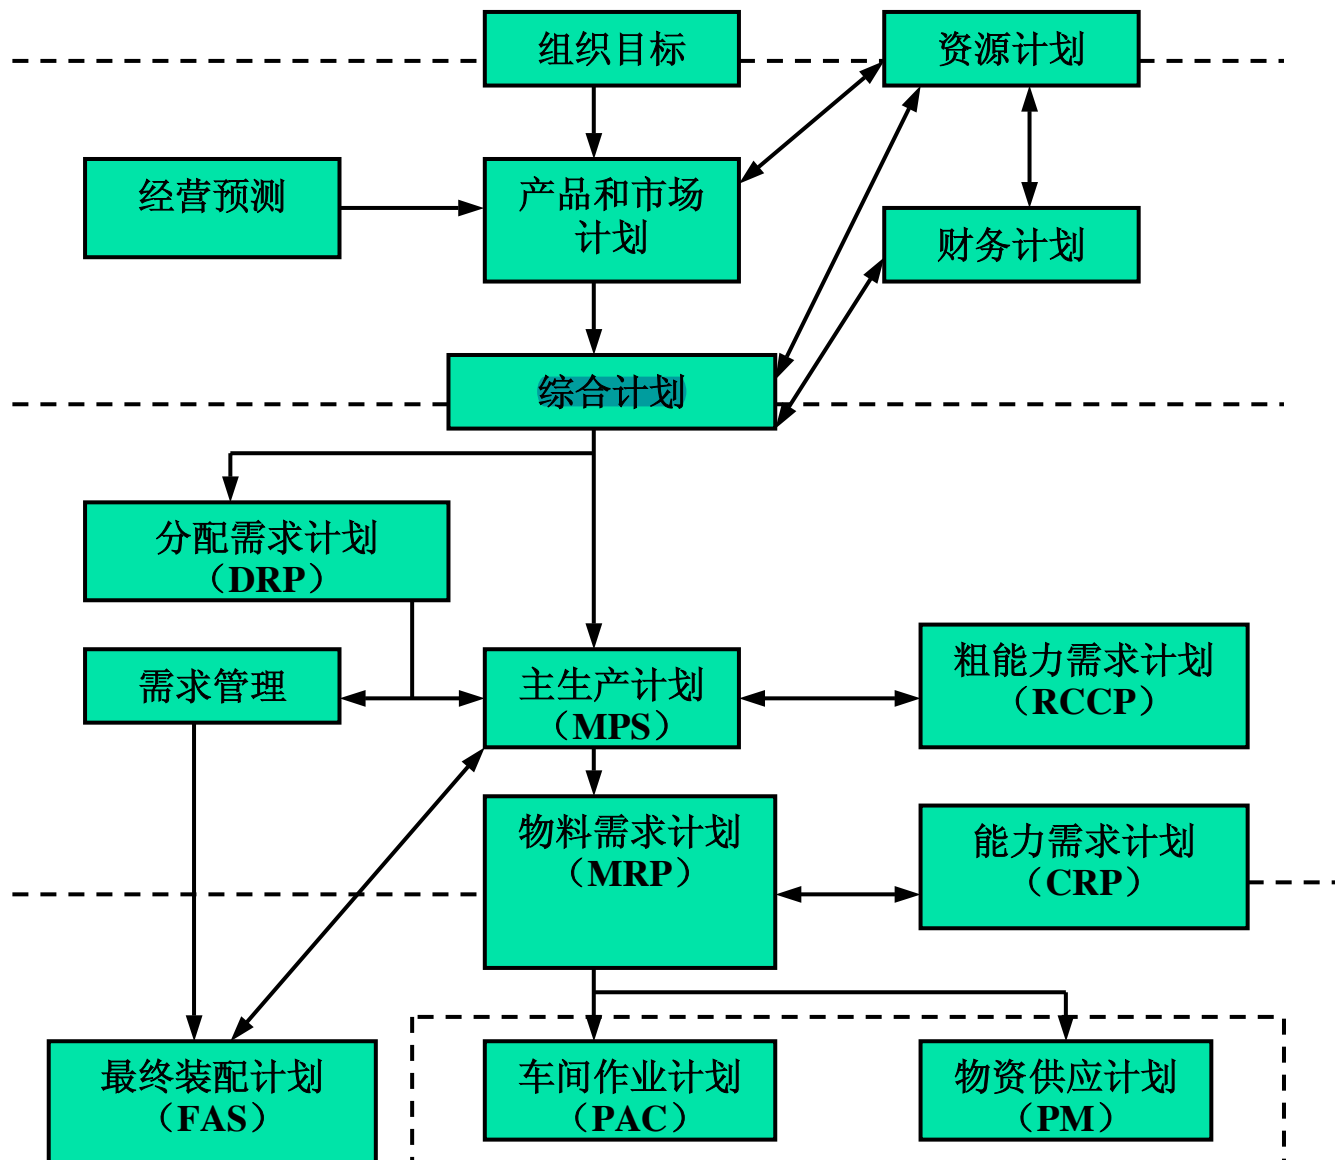 组织目标
资源计划
经营预测
产品和市场
计划
财务计划
综合计划
分配需求计划
（DRP）
需求管理
主生产计划
（MPS）
粗能力需求计划
（RCCP）
物料需求计划
（MRP）
能力需求计划
（CRP）
最终装配计划
（FAS）
车间作业计划
（PAC）
物资供应计划
（PM）